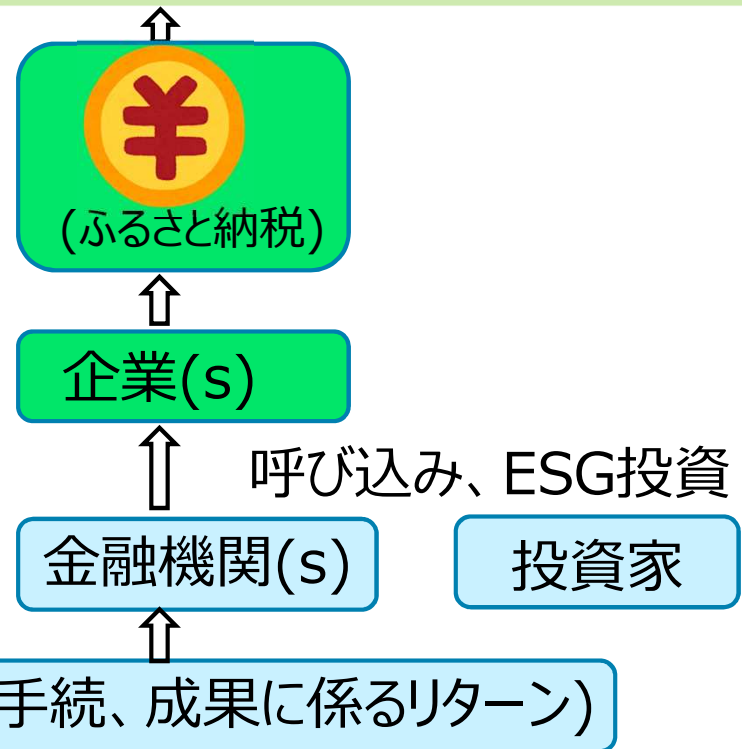 (ふるさと納税)
企業(s)
呼び込み、ESG投資
金融機関(s)
投資家
手続、成果に係るリターン)